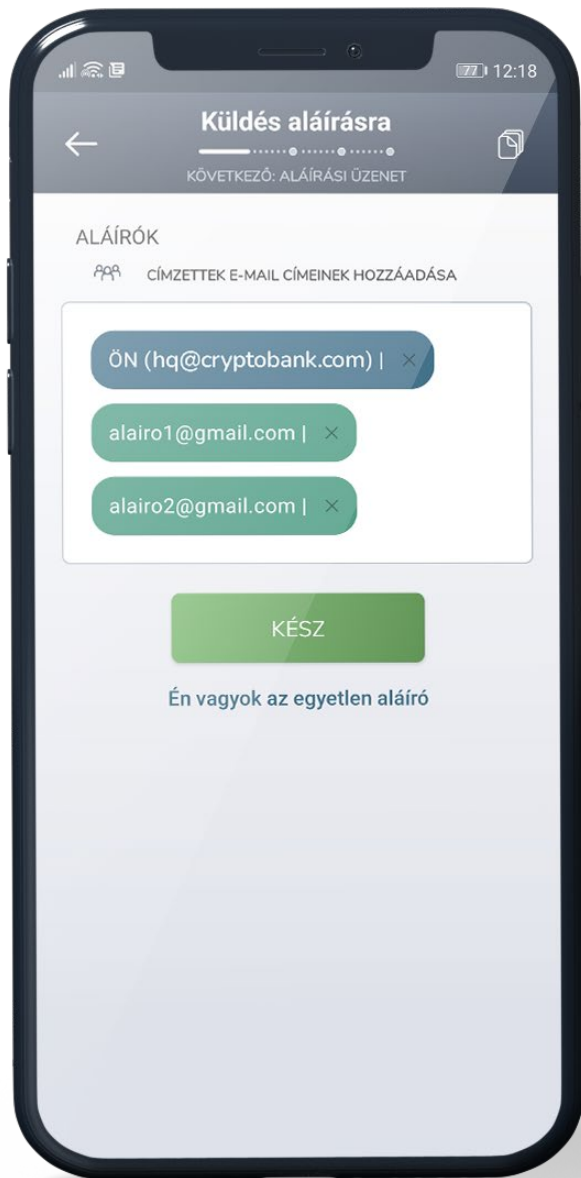 77 12:18
Küldés aláírásra
KÖVETKEZŐ: ALÁÍRÁSI ÜZENET
ALÁÍRÓK
CÍMZETTEK E-MAIL CÍMEINEK HOZZÁADÁSA
ÖN (hq@cryptobank.com) | ×
alairo1@gmail.com | ×
alairo2@gmail.com | ×
KÉSZ
Én vagyok az egyetlen aláíró